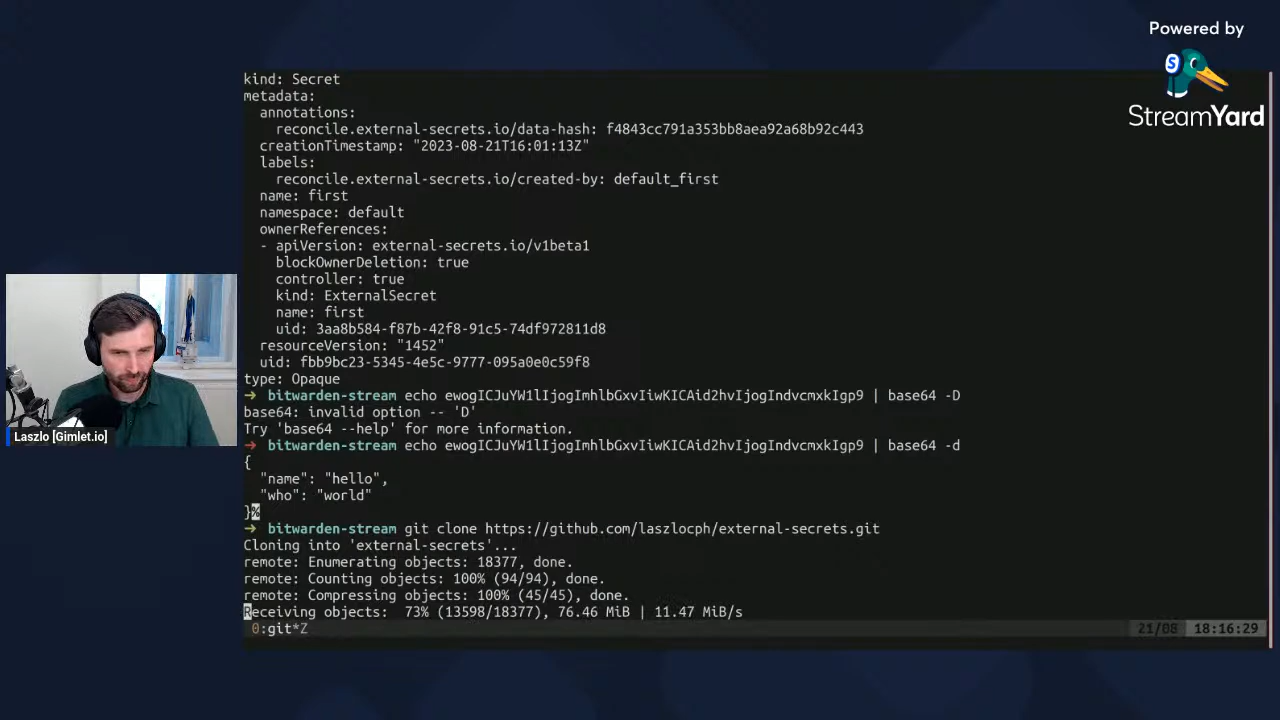 Powered by
StreamYard
kind: Secret
metadata:
  annotations:
    reconcile.external-secrets.io/data-hash: f4843cc791a353bb8aea92a68b92c443
  creationTimestamp: "2023-08-21T16:01:13Z"
  labels:
    reconcile.external-secrets.io/created-by: default_first
  name: first
  namespace: default
  ownerReferences:
  - apiVersion: external-secrets.io/v1beta1
    blockOwnerDeletion: true
    controller: true
    kind: ExternalSecret
    name: first
    uid: 3aa8b584-f87b-42f8-91c5-74df972811d8
  resourceVersion: "1452"
  uid: fbb9bc23-5345-4e5c-9777-095a0e0c59f8
type: Opaque
→ bitwarden-stream echo ewogICJuYW1lIjogImhlbGxvIiwKICAid2hvIjogIndvcmxkIgp9 | base64 -D
base64: invalid option -- 'D'
Try 'base64 --help' for more information.
→ bitwarden-stream echo ewogICJuYW1lIjogImhlbGxvIiwKICAid2hvIjogIndvcmxkIgp9 | base64 -d
{
  "name": "hello",
  "who": "world"
}%
→ bitwarden-stream git clone https://github.com/laszlocph/external-secrets.git
Cloning into 'external-secrets'...
remote: Enumerating objects: 18377, done.
remote: Counting objects: 100% (94/94), done.
remote: Compressing objects: 100% (45/45), done.
Receiving objects:  73% (13598/18377), 76.46 MiB | 11.47 MiB/s
0:git*Z 21/08 18:16:29
Laszlo [Gimlet.io]